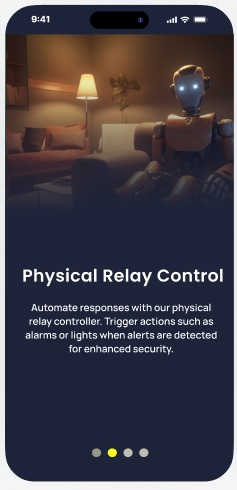 9:41
Physical Relay Control
Automate responses with our physical
relay controller. Trigger actions such as
alarms or lights when alerts are detected
for enhanced security.